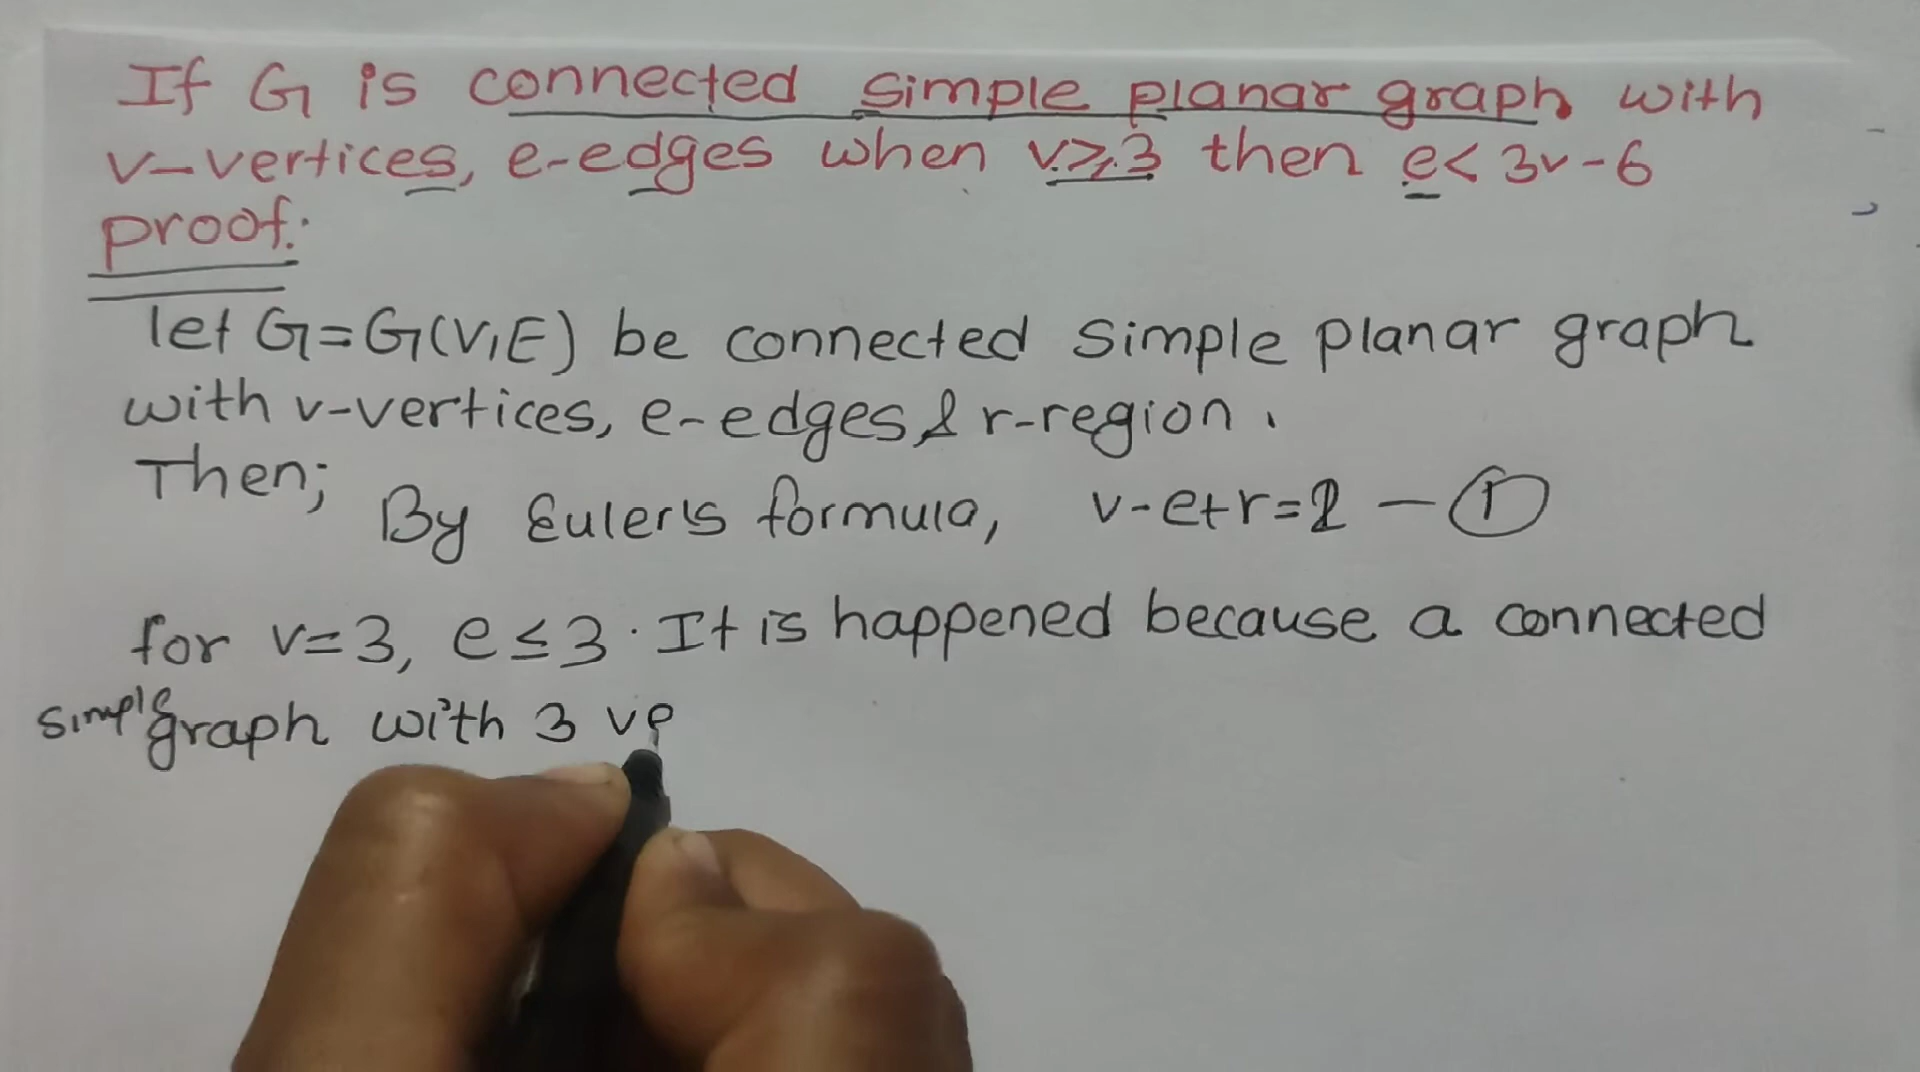 If G is connected simple planar graph with
v-vertices, e-edges when v≥3 then e< 3v-6
proof:
let G=G(V,E) be connected simple planar graph
with v-vertices, e-edges & r-region.
Then;
By Euler's formula, v-e+r=2 — ①
for v=3, e≤3. It is happened because a connected
simple graph with 3 ve